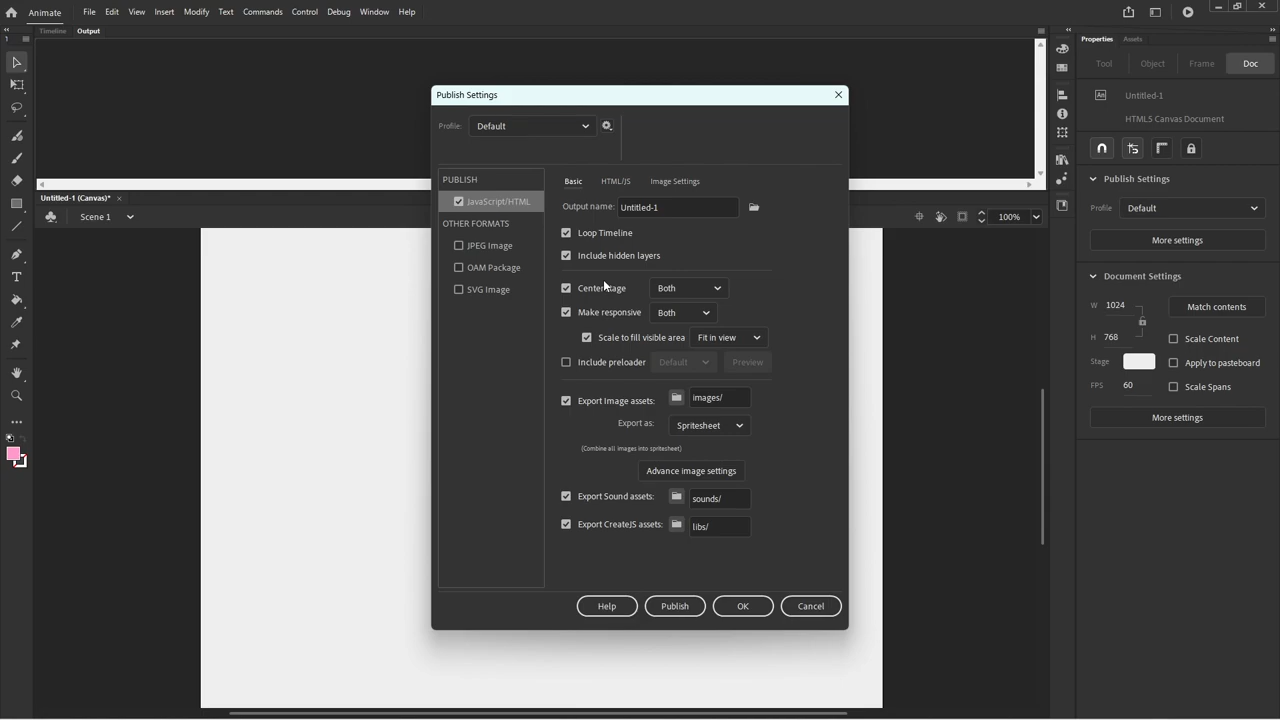 Animate File Edit View Insert Modify Text Commands Control Debug Window Help
Timeline Output
Publish Settings
Profile: Default
PUBLISH
JavaScript/HTML
OTHER FORMATS
JPEG Image
OAM Package
SVG Image
Basic HTML/JS Image Settings
Output name: Untitled-1
Loop Timeline
Include hidden layers
Both
Make responsive Both
Scale to fill visible area Fit in view
Include preloader Default Preview
Export Image assets: images/
Export as: Spritesheet
(Combine all images into spritesheet)
Advance image settings
Export Sound assets: sounds/
Export CreateJS assets: libs/
Help Publish OK Cancel
Untitled-1 (Canvas)*
Scene 1
100%
Properties Assets
Tool Object Frame Doc
An Untitled-1
HTML5 Canvas Document
Publish Settings
Profile Default
More settings
Document Settings
W 1024 Match contents
H 768 Scale Content
Stage Apply to pasteboard
FPS 60 Scale Spans
More settings